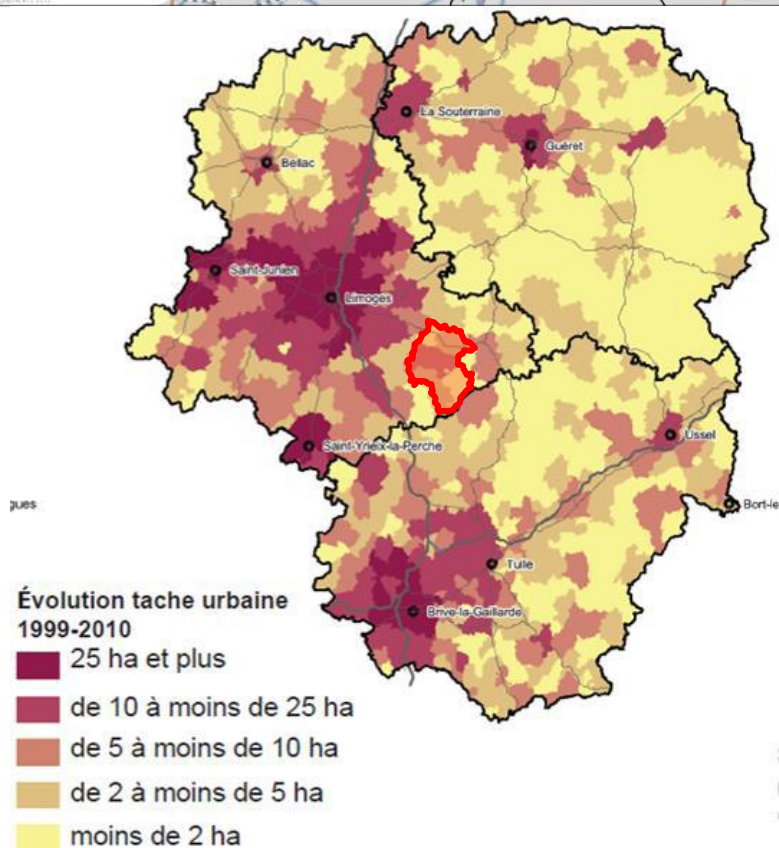 La Souterraine
Guéret
Bellac
Saint-Junien
Limoges
Ussel
Saint-Yrieix-la-Perche
gues
Bort-le
Tulle
Brive-la-Gaillarde
Évolution tache urbaine
1999-2010
25 ha et plus
de 10 à moins de 25 ha
de 5 à moins de 10 ha
de 2 à moins de 5 ha
moins de 2 ha